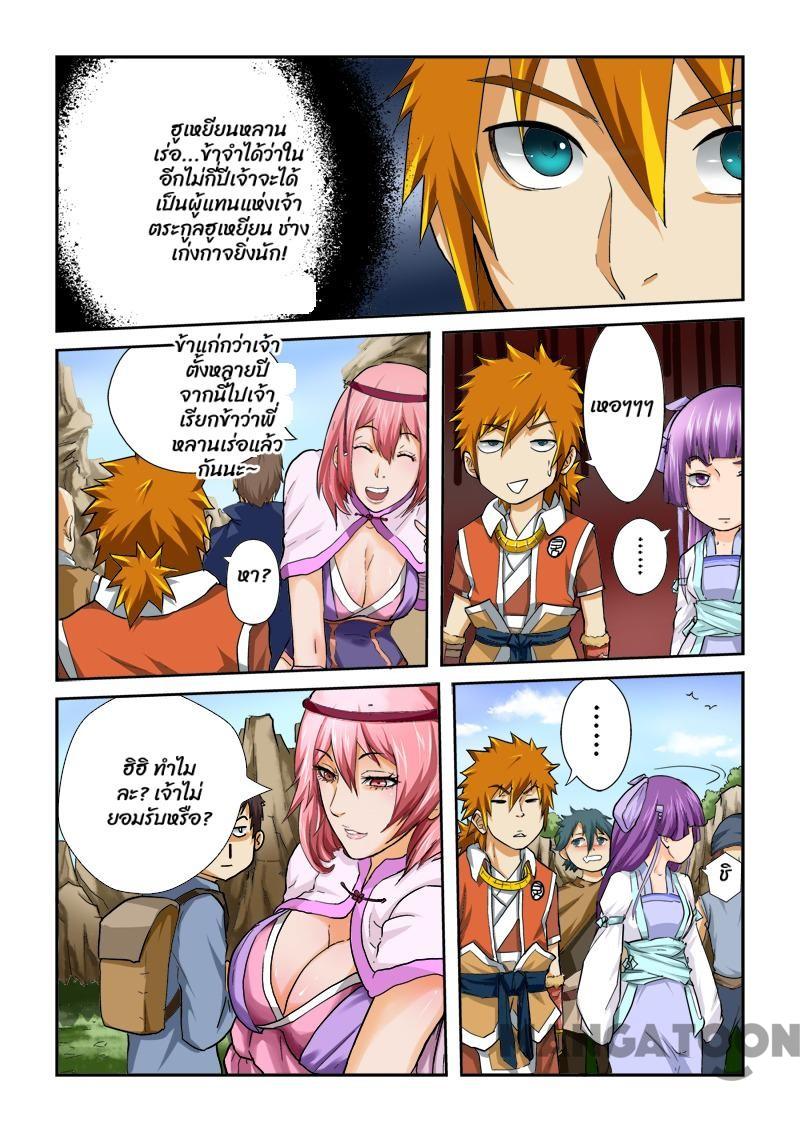 ฮูเหยียนหลาน
เร่อ...ข้าจำได้ว่าใน
อีกไม่กี่ปีเจ้าจะได้
เป็นผู้แทนแห่งเจ้า
ตระกูลฮูเหยียน ช่าง
เก่งกาจยิ่งนัก!
ข้าแก่กว่าเจ้า
ตั้งหลายปี
จากนี้ไปเจ้า
เรียกข้าว่าพี่
หลานเร่อแล้ว
กันนะ~
หา?
เหอๆๆๆ
......
ฮิฮิ ทำไม
ละ? เจ้าไม่
ยอมรับหรือ?
.....
ชิ
MANGATOON